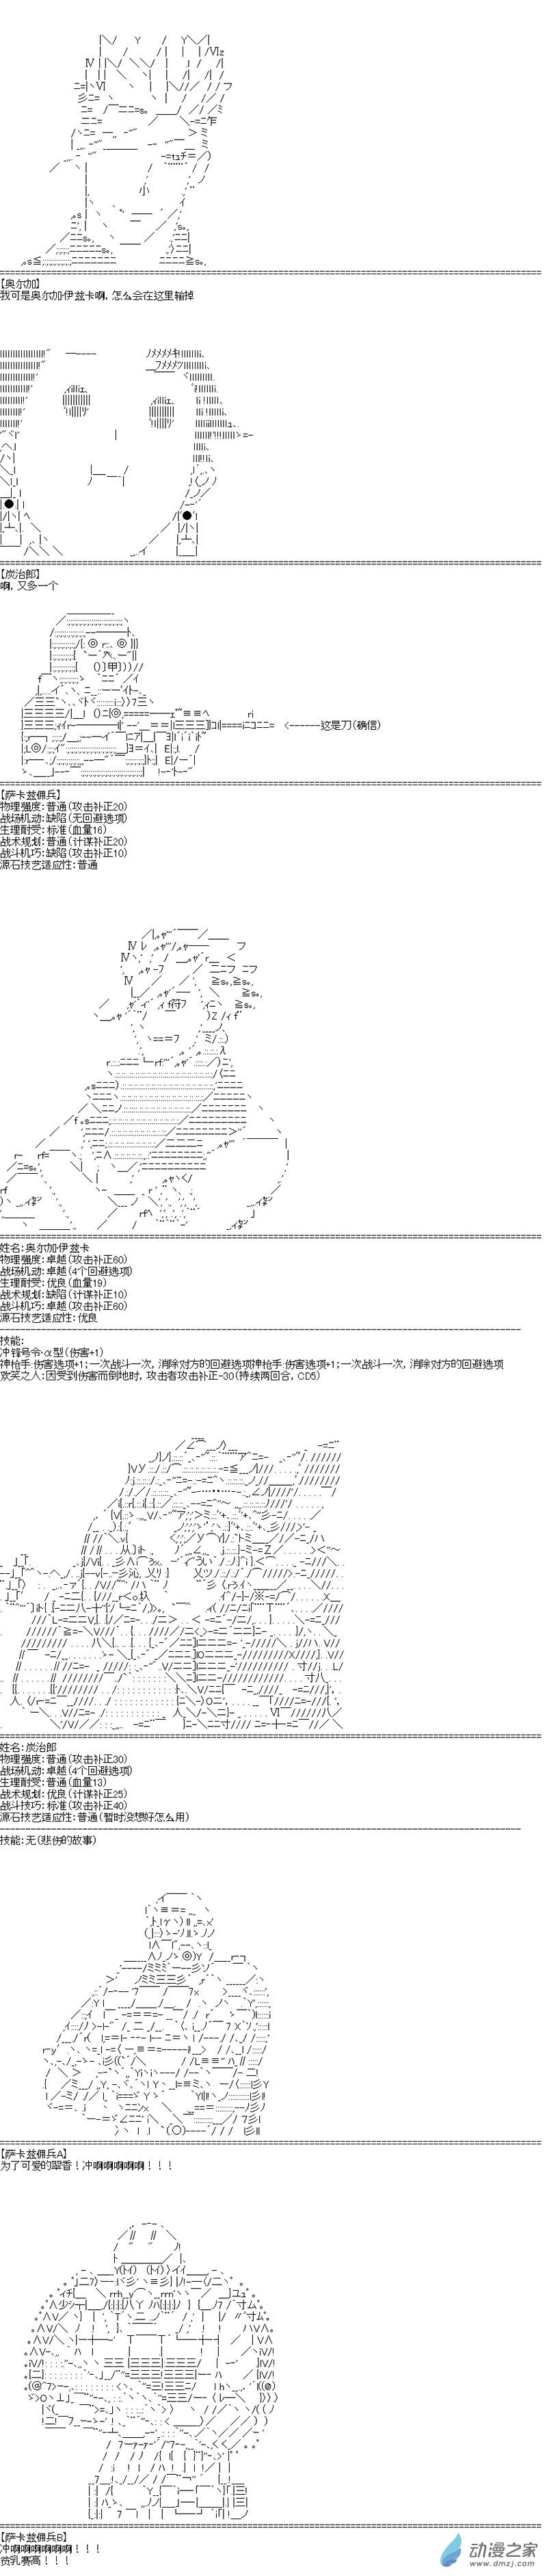 【奥尔加】
我可是奥尔加·伊兹卡啊，怎么会在这里输掉
【炭治郎】
啊，又多一个
<------这是刀(确信)
【萨卡兹佣兵】
物理强度：普通(攻击补正20)
战场机动：缺陷(无回避选项)
生理耐受：标准(血量16)
战术规划：普通(计谋补正20)
战斗机巧：缺陷(攻击补正10)
源石技艺适应性：普通
姓名：奥尔加·伊兹卡
物理强度：卓越(攻击补正60)
战场机动：卓越(4个回避选项)
生理耐受：优良(血量19)
战术规划：缺陷(计谋补正10)
战斗机巧：卓越(攻击补正60)
源石技艺适应性：优良
技能：
冲锋号令·α型(伤害+1)
神枪手：伤害选项+1；一次战斗一次，消除对方的回避选项神枪手：伤害选项+1；一次战斗一次，消除对方的回避选项
欢笑之人：因受到伤害而倒地时，攻击者攻击补正-30(持续两回合，CD5)
姓名：炭治郎
物理强度：普通(攻击补正30)
战场机动：卓越(4个回避选项)
生理耐受：普通(血量13)
战术规划：优良(计谋补正25)
战斗技巧：标准(攻击补正40)
源石技艺适应性：普通(暂时没想好怎么用)
技能：无(悲伤的故事)
【萨卡兹佣兵A】
为了可爱的翠香！冲啊啊啊啊啊！！！
【萨卡兹佣兵B】
冲啊啊啊啊啊啊！！！
贫乳赛高！！！
动漫之家
www.dmzj.com